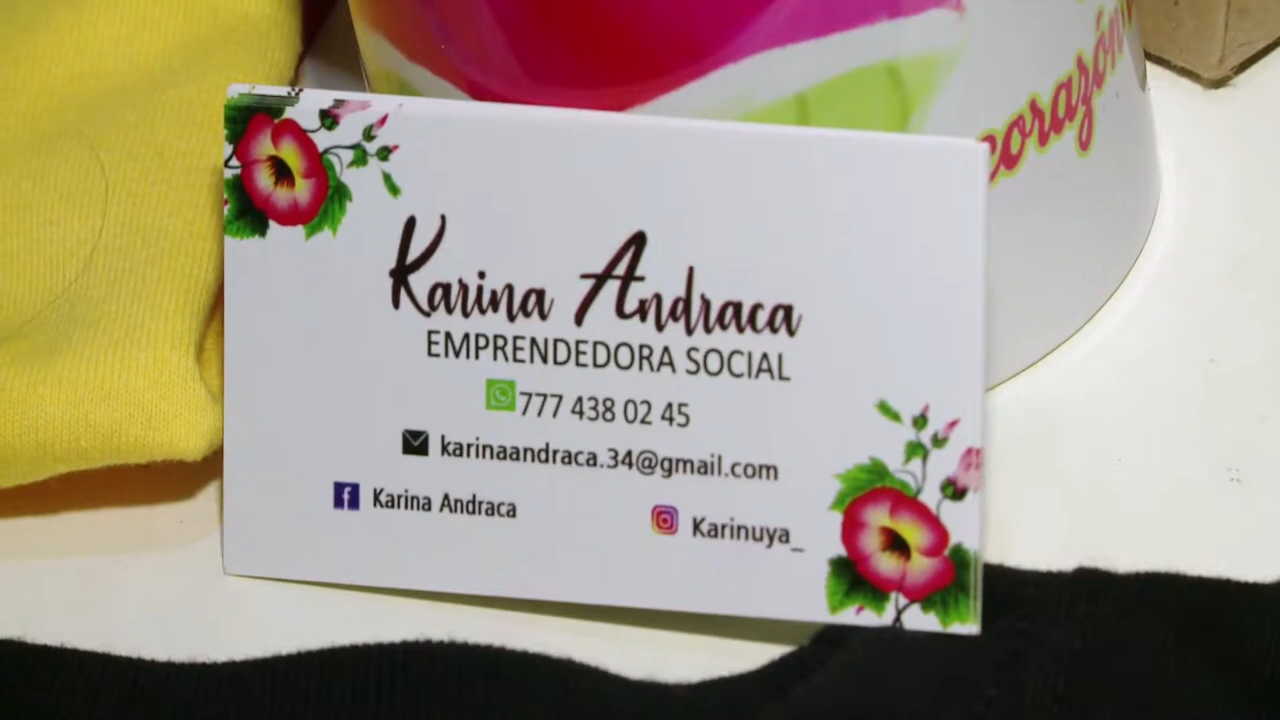 corazón
Karina Andraca
EMPRENDEDORA SOCIAL
777 438 02 45
karinaandraca.34@gmail.com
Karina Andraca
Karinuya_